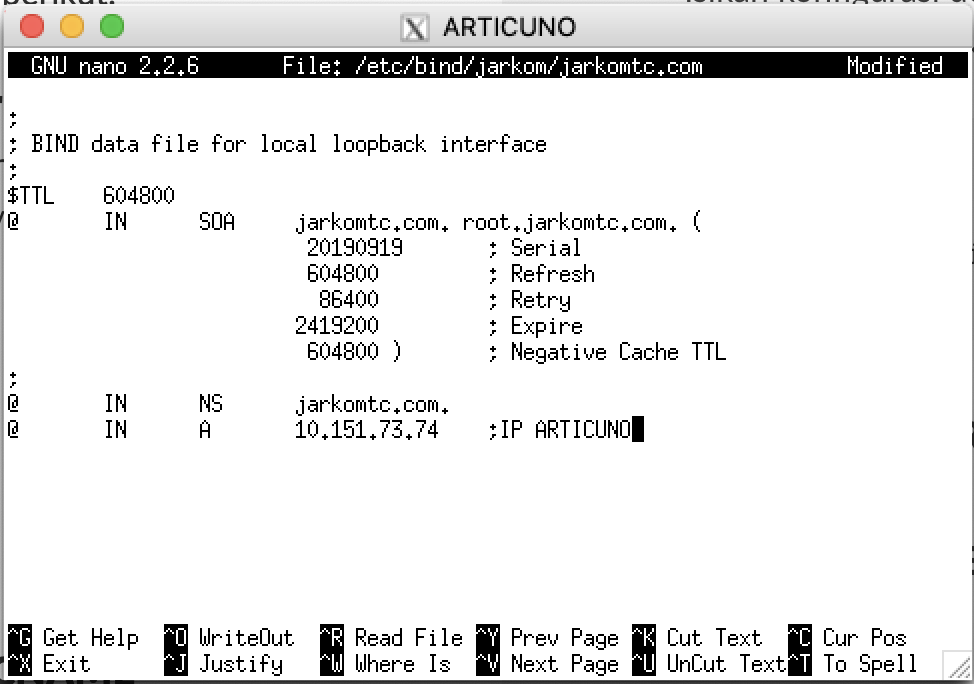 ARTICUNO
GNU nano 2.2.6 File: /etc/bind/jarkom/jarkomtc.com Modified
;
; BIND data file for local loopback interface
;
$TTL 604800
@ IN SOA jarkomtc.com. root.jarkomtc.com. (
20190919 ; Serial
604800 ; Refresh
86400 ; Retry
2419200 ; Expire
604800 ) ; Negative Cache TTL
;
@ IN NS jarkomtc.com.
@ IN A 10.151.73.74 ;IP ARTICUNO
^G Get Help ^O WriteOut ^R Read File ^Y Prev Page ^K Cut Text ^C Cur Pos
^X Exit ^J Justify ^W Where Is ^V Next Page ^U UnCut Text ^T To Spell